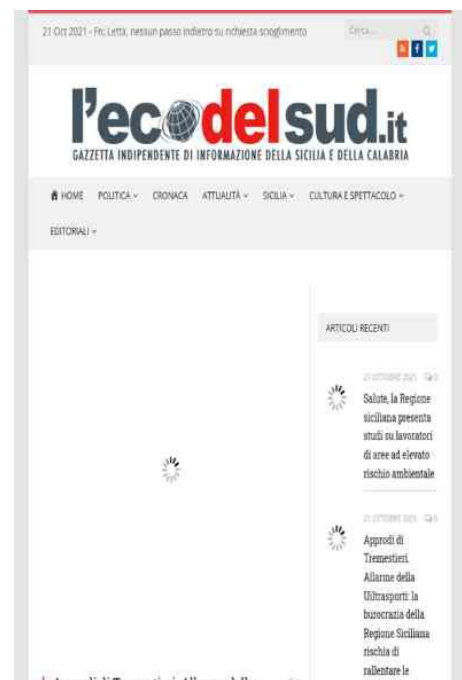 21 Oct 2021 - Fn: Letta, nessun passo indietro su richiesta scioglimento
Cerca...
l'ecodelsud.it
GAZZETTA INDIPENDENTE DI INFORMAZIONE DELLA SICILIA E DELLA CALABRIA
HOME POLITICA CRONACA ATTUALITÀ SICILIA CULTURA E SPETTACOLO
EDITORIALI
ARTICOLI RECENTI
21 OTTOBRE 2021 0
Salute, la Regione
siciliana presenta
studi su lavoratori
di aree ad elevato
rischio ambientale
21 OTTOBRE 2021 0
Approdi di
Tremestieri.
Allarme della
Uiltrasporti: la
burocrazia della
Regione Siciliana
rischia di
rallentare le